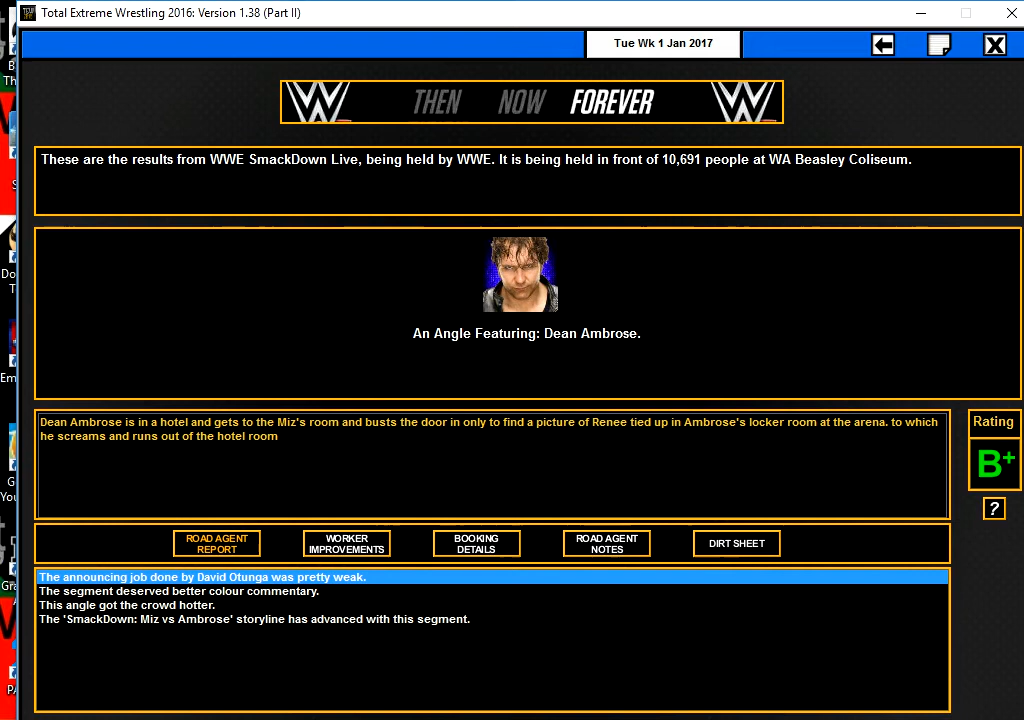 Total Extreme Wrestling 2016: Version 1.38 (Part II)
Tue Wk 1 Jan 2017
THEN NOW FOREVER
These are the results from WWE SmackDown Live, being held by WWE. It is being held in front of 10,691 people at WA Beasley Coliseum.
An Angle Featuring: Dean Ambrose.
Dean Ambrose is in a hotel and gets to the Miz's room and busts the door in only to find a picture of Renee tied up in Ambrose's locker room at the arena. to which
he screams and runs out of the hotel room
Rating
B+
?
ROAD AGENT
REPORT
WORKER
IMPROVEMENTS
BOOKING
DETAILS
ROAD AGENT
NOTES
DIRT SHEET
The announcing job done by David Otunga was pretty weak.
The segment deserved better colour commentary.
This angle got the crowd hotter.
The 'SmackDown: Miz vs Ambrose' storyline has advanced with this segment.